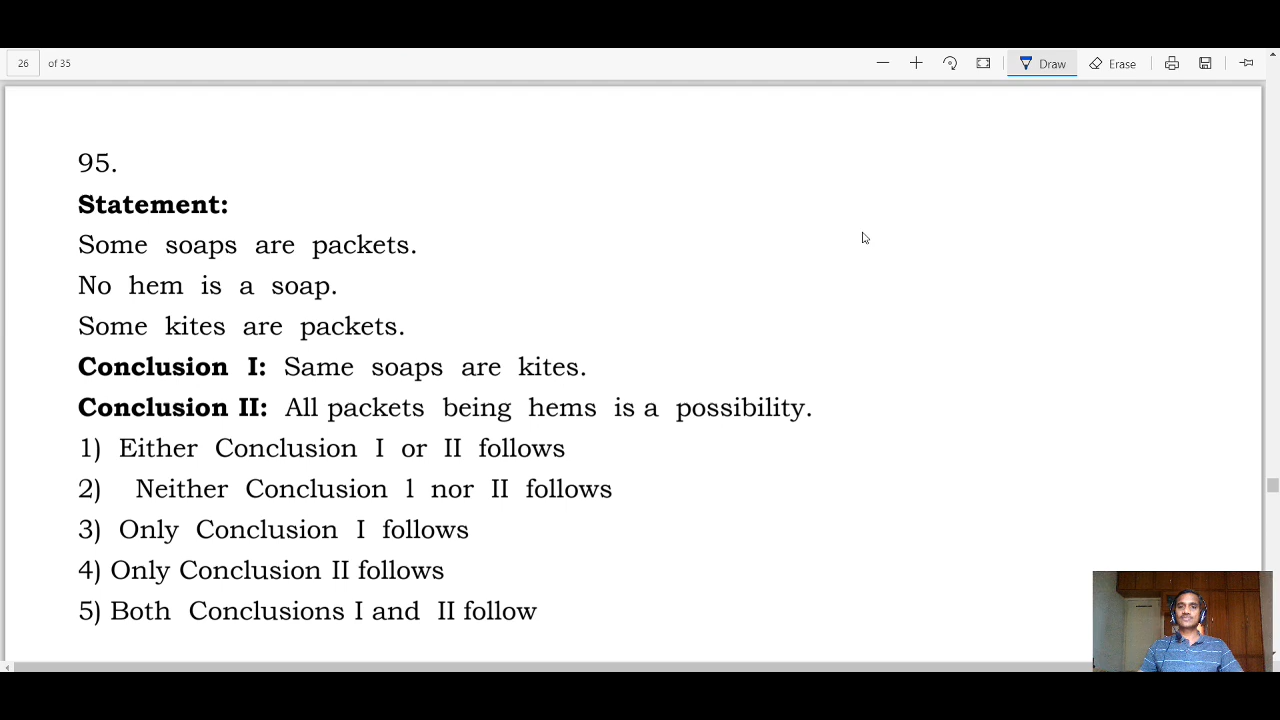 26 of 35
Draw
Erase
95.
Statement:
Some soaps are packets.
No hem is a soap.
Some kites are packets.
Conclusion I: Same soaps are kites.
Conclusion II: All packets being hems is a possibility.
1) Either Conclusion I or II follows
2) Neither Conclusion l nor II follows
3) Only Conclusion I follows
4) Only Conclusion II follows
5) Both Conclusions I and II follow